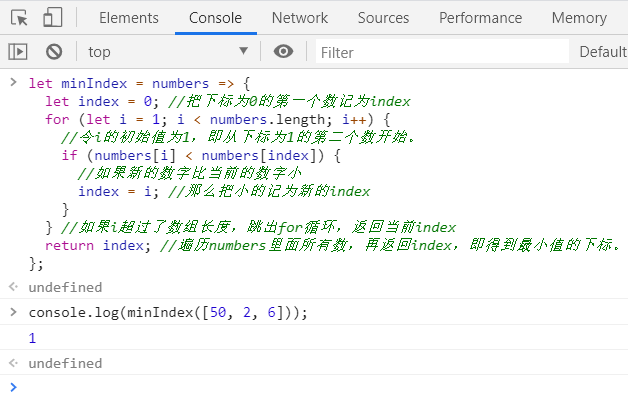 Elements Console Network Sources Performance Memory
top Filter Default
let minIndex = numbers => {
let index = 0; //把下标为0的第一个数记为index
for (let i = 1; i < numbers.length; i++) {
//令i的初始值为1，即从下标为1的第二个数开始。
if (numbers[i] < numbers[index]) {
//如果新的数字比当前的数字小
index = i; //那么把小的记为新的index
}
} //如果i超过了数组长度，跳出for循环，返回当前index
return index; //遍历numbers里面所有数，再返回index，即得到最小值的下标。
};
undefined
console.log(minIndex([50, 2, 6]));
1
undefined